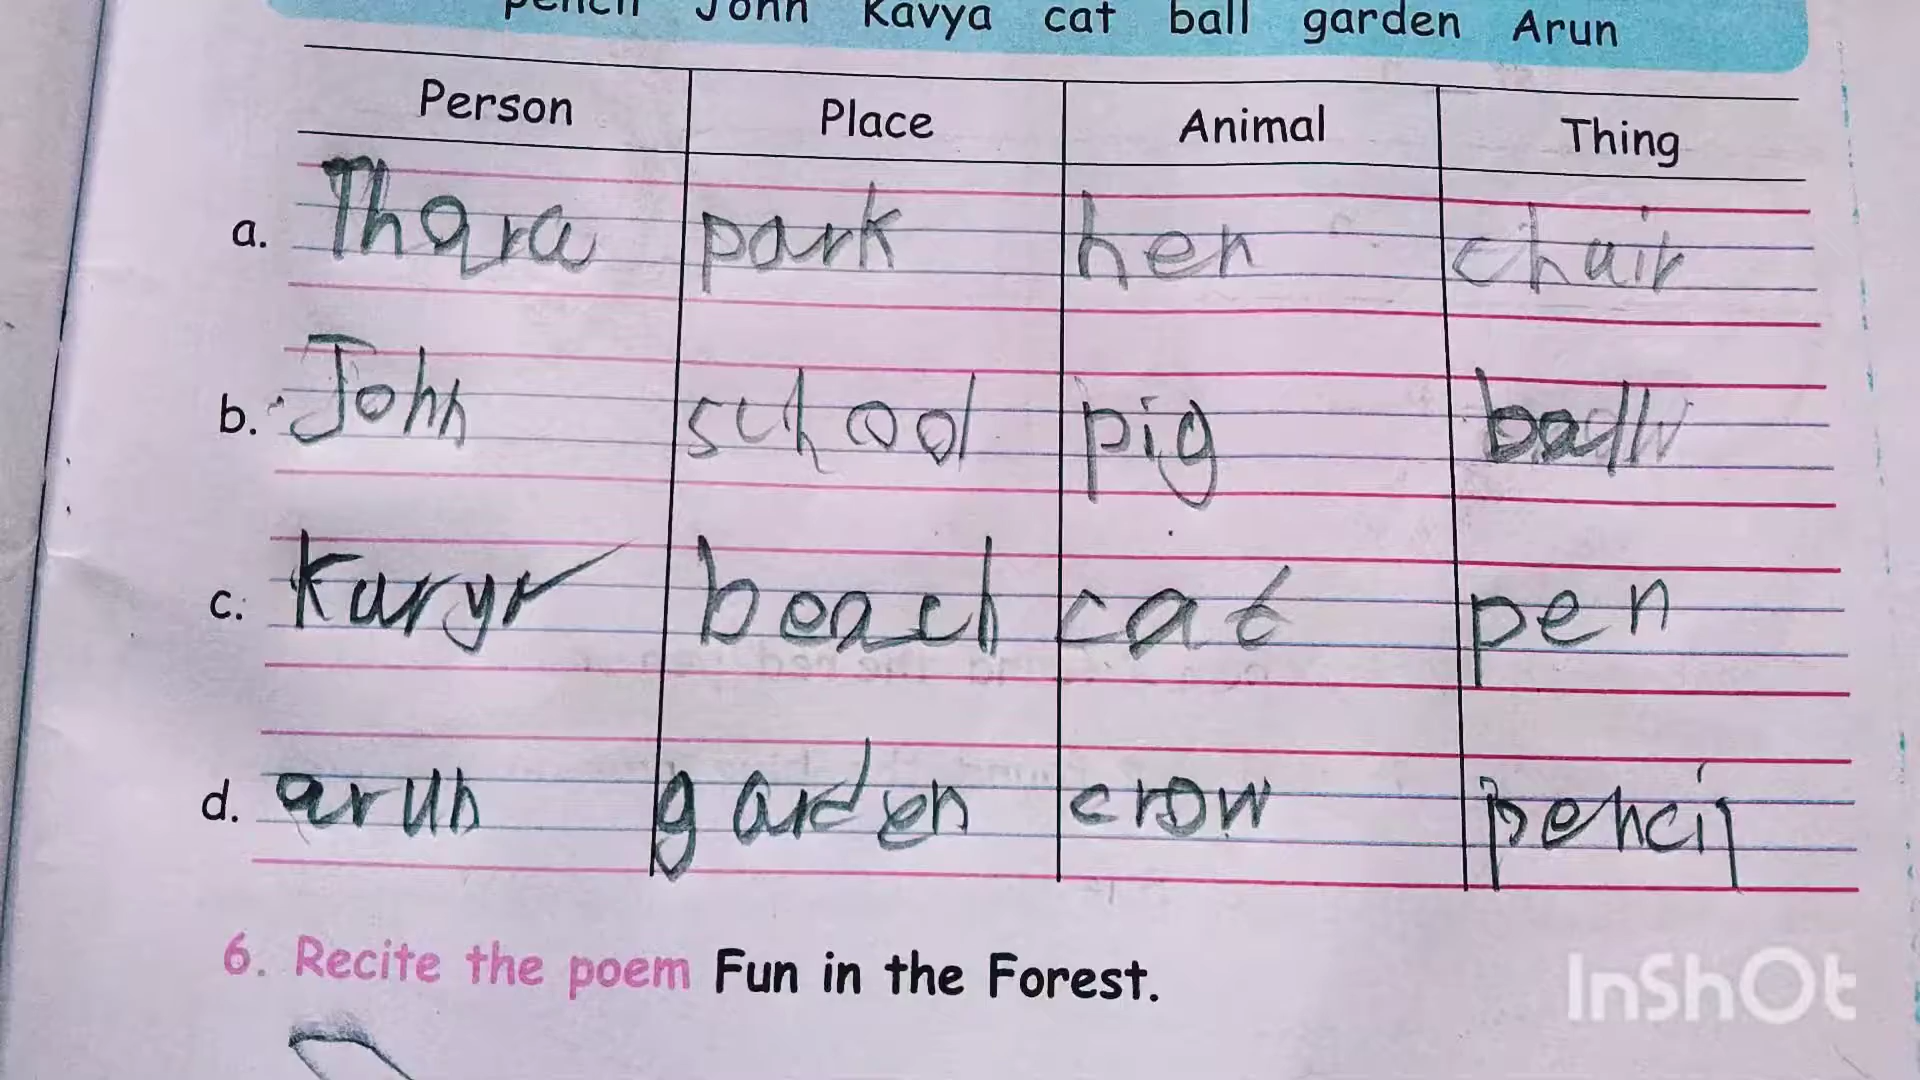 pencil John Kavya cat ball garden Arun
Person Place Animal Thing
a. Thara park hen chair
b. John school pig ball
c. beach cat pen
d. arun garden crow pencil
6. Recite the poem Fun in the Forest.
InShOt